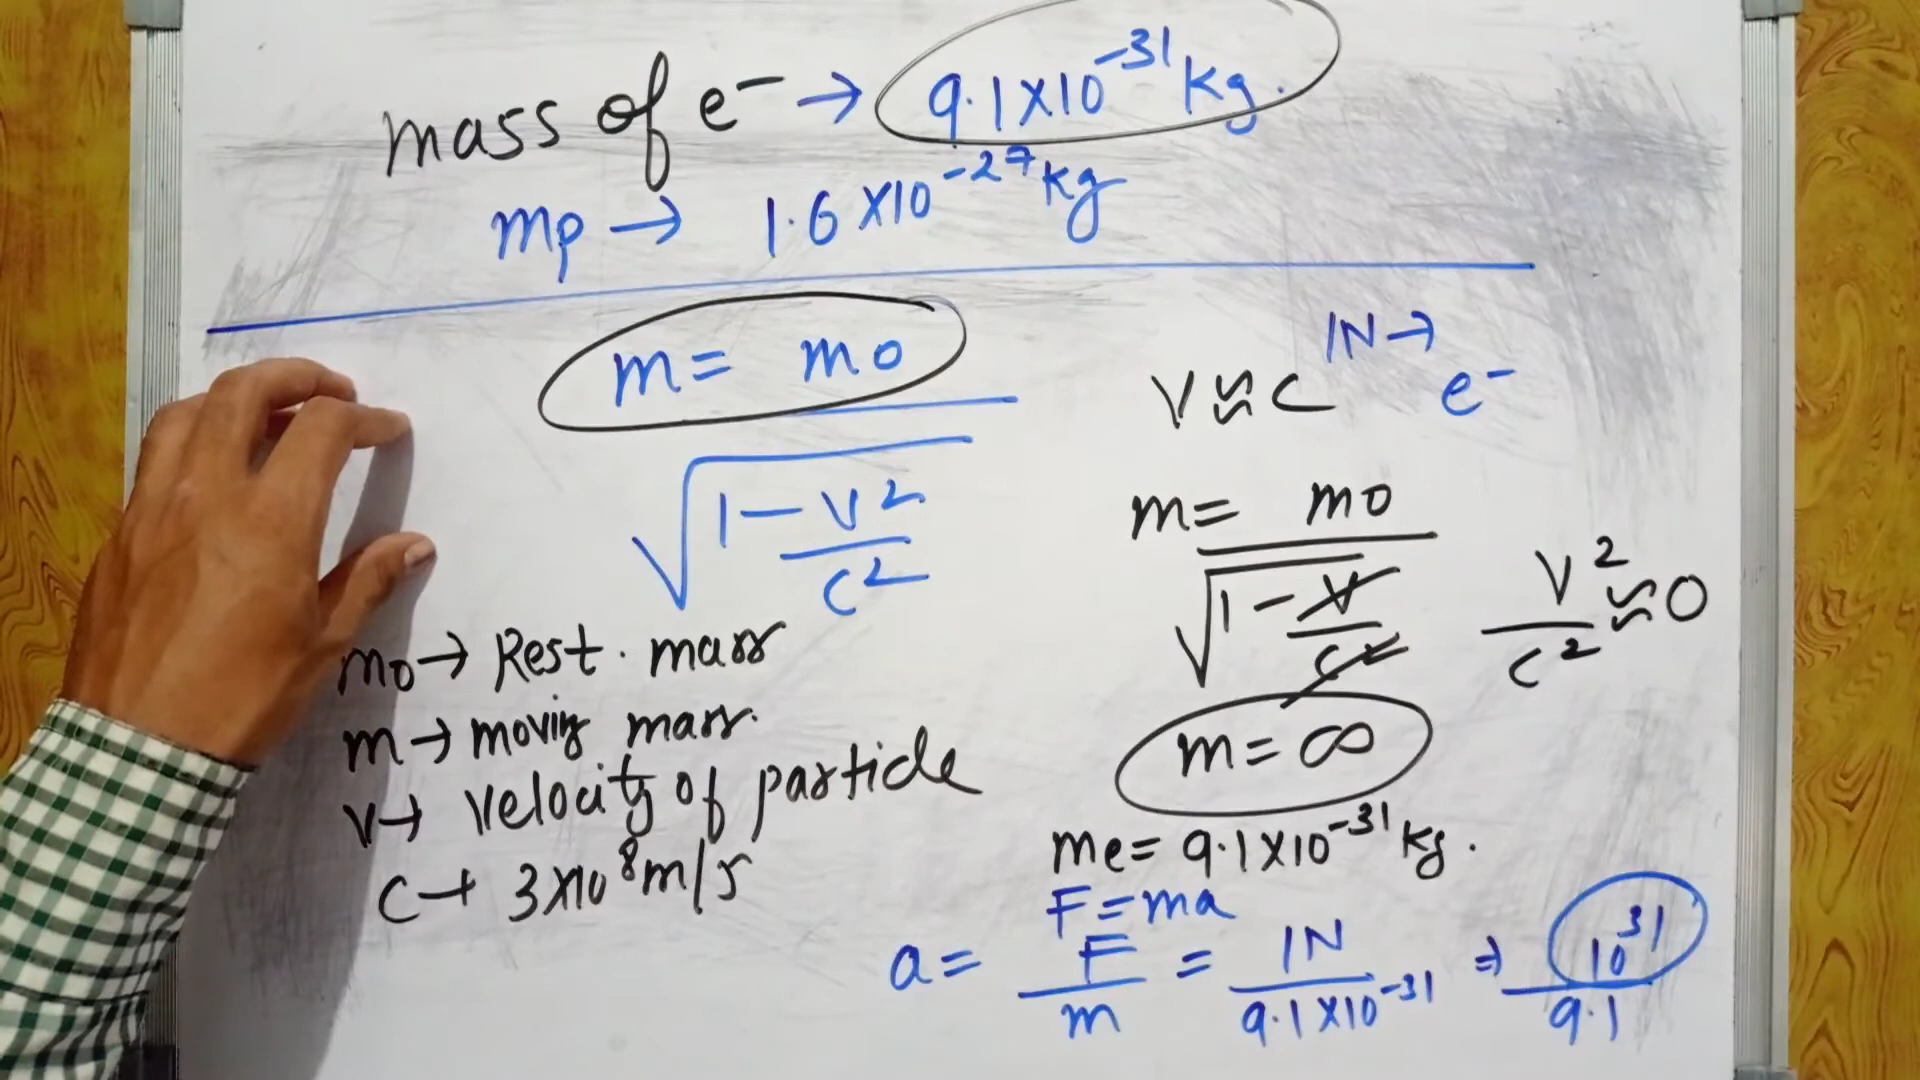 mass of e⁻ → 9.1×10⁻³¹ kg.
mp → 1.6×10⁻²⁷ kg
m = mo
√1 - v²
c²
mo → Rest. mass
m → moving mass.
v → velocity of particle
c → 3×10⁸ m/s
1N →
v ≈ c e⁻
m = mo
√1 - v
c²
v² ≈ 0
c²
m = ∞
me = 9.1×10⁻³¹ kg.
F = ma
a = F = 1N ⇒ 10³¹
m 9.1×10⁻³¹ 9.1